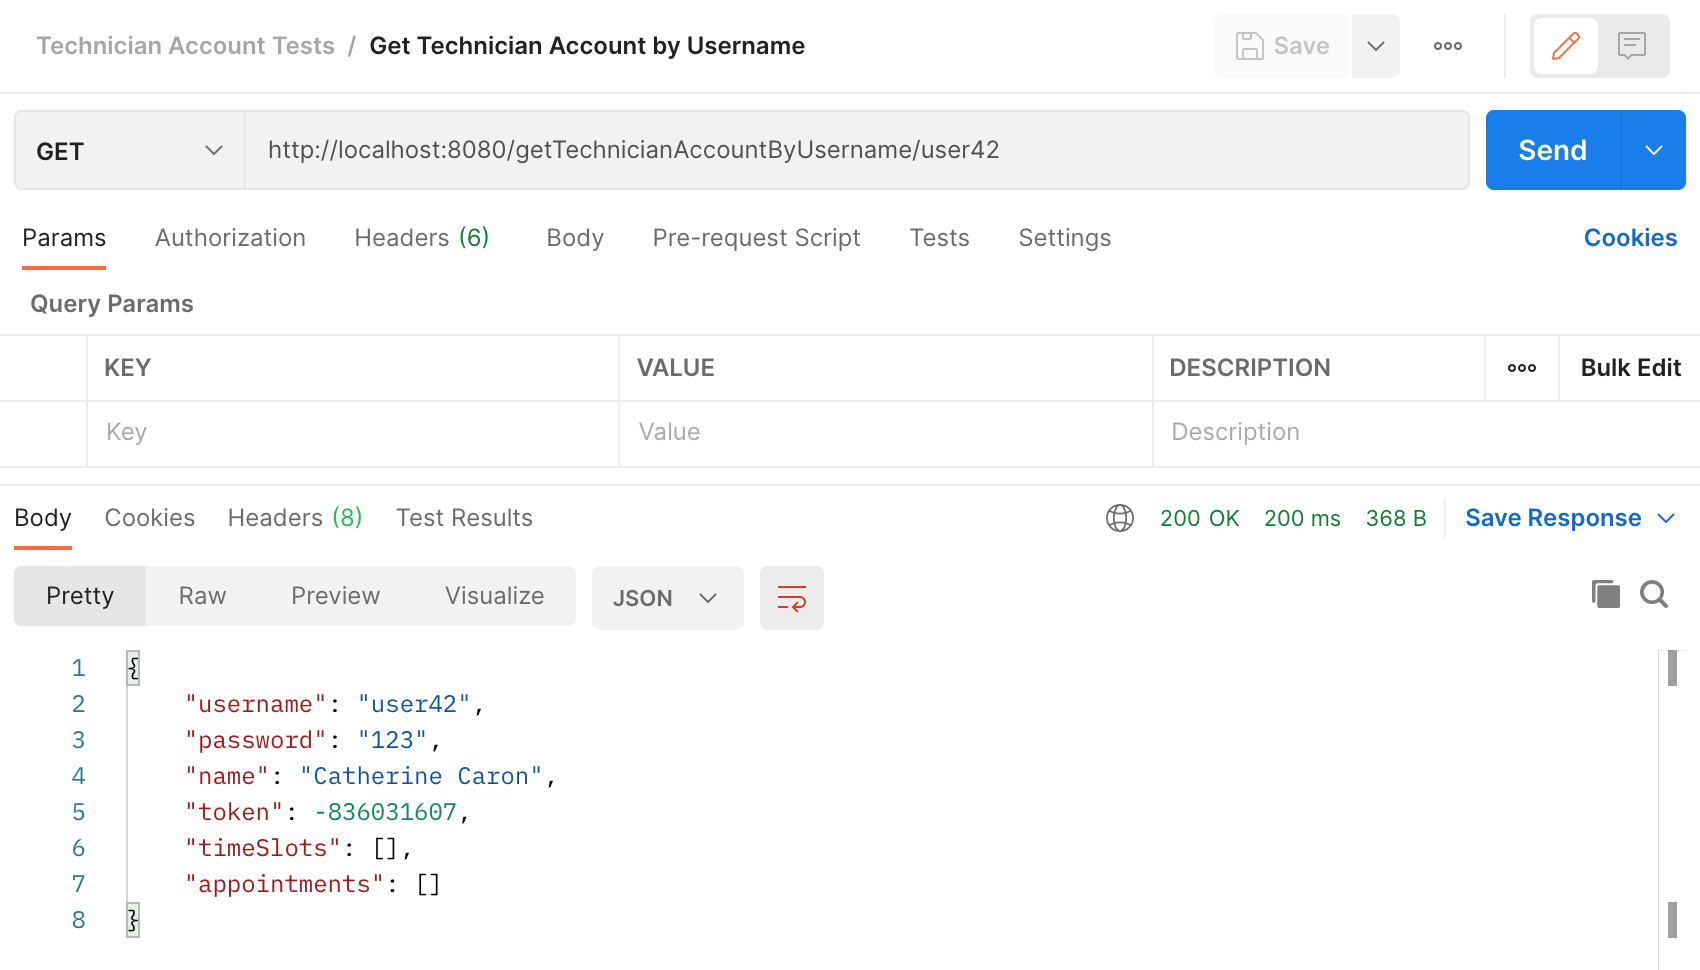 Technician Account Tests / Get Technician Account by Username
Save
GET
http://localhost:8080/getTechnicianAccountByUsername/user42
Send
Params Authorization Headers (6) Body Pre-request Script Tests Settings Cookies
Query Params
KEY VALUE DESCRIPTION Bulk Edit
Key Value Description
Body Cookies Headers (8) Test Results 200 OK 200 ms 368 B Save Response
Pretty Raw Preview Visualize JSON
1 {
2 "username": "user42",
3 "password": "123",
4 "name": "Catherine Caron",
5 "token": -836031607,
6 "timeSlots": [],
7 "appointments": []
8 }